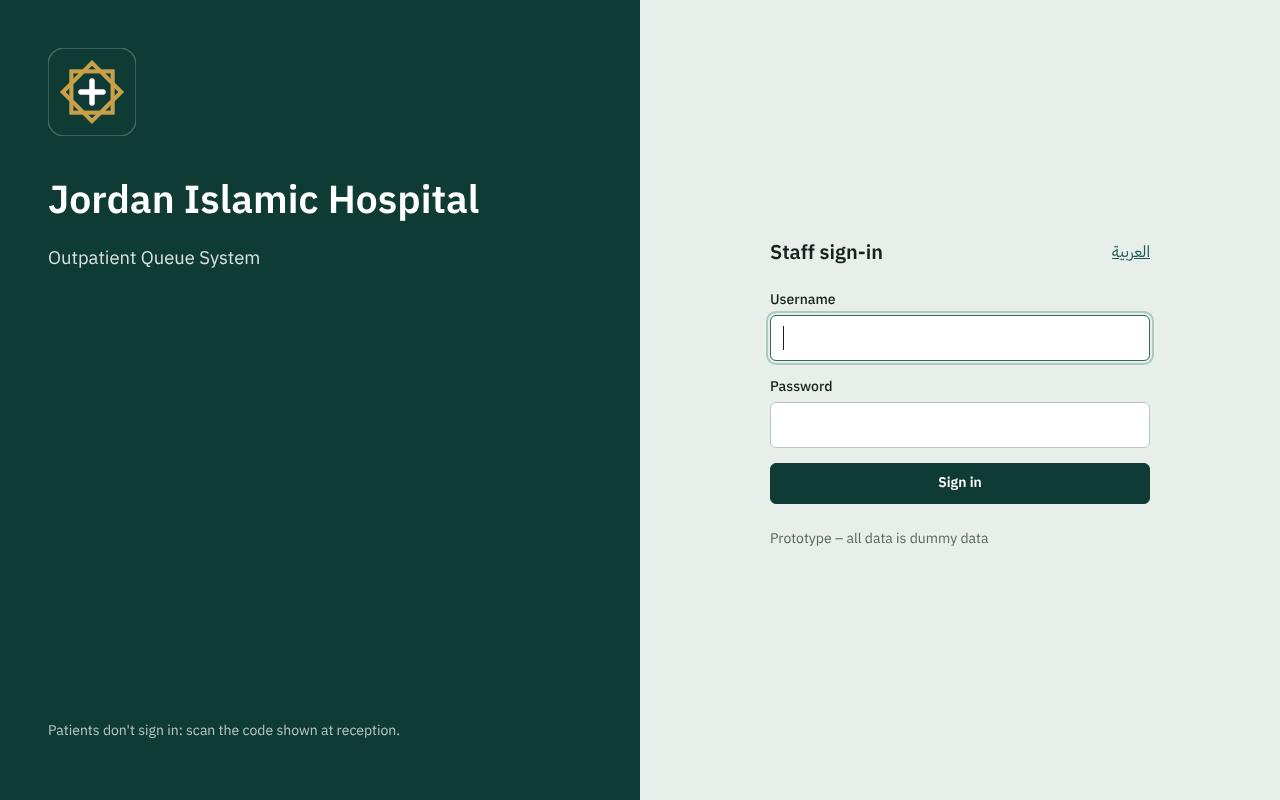 Jordan Islamic Hospital
Outpatient Queue System
Patients don't sign in: scan the code shown at reception.
Staff sign-in
العربية
Username
Password
Sign in
Prototype – all data is dummy data